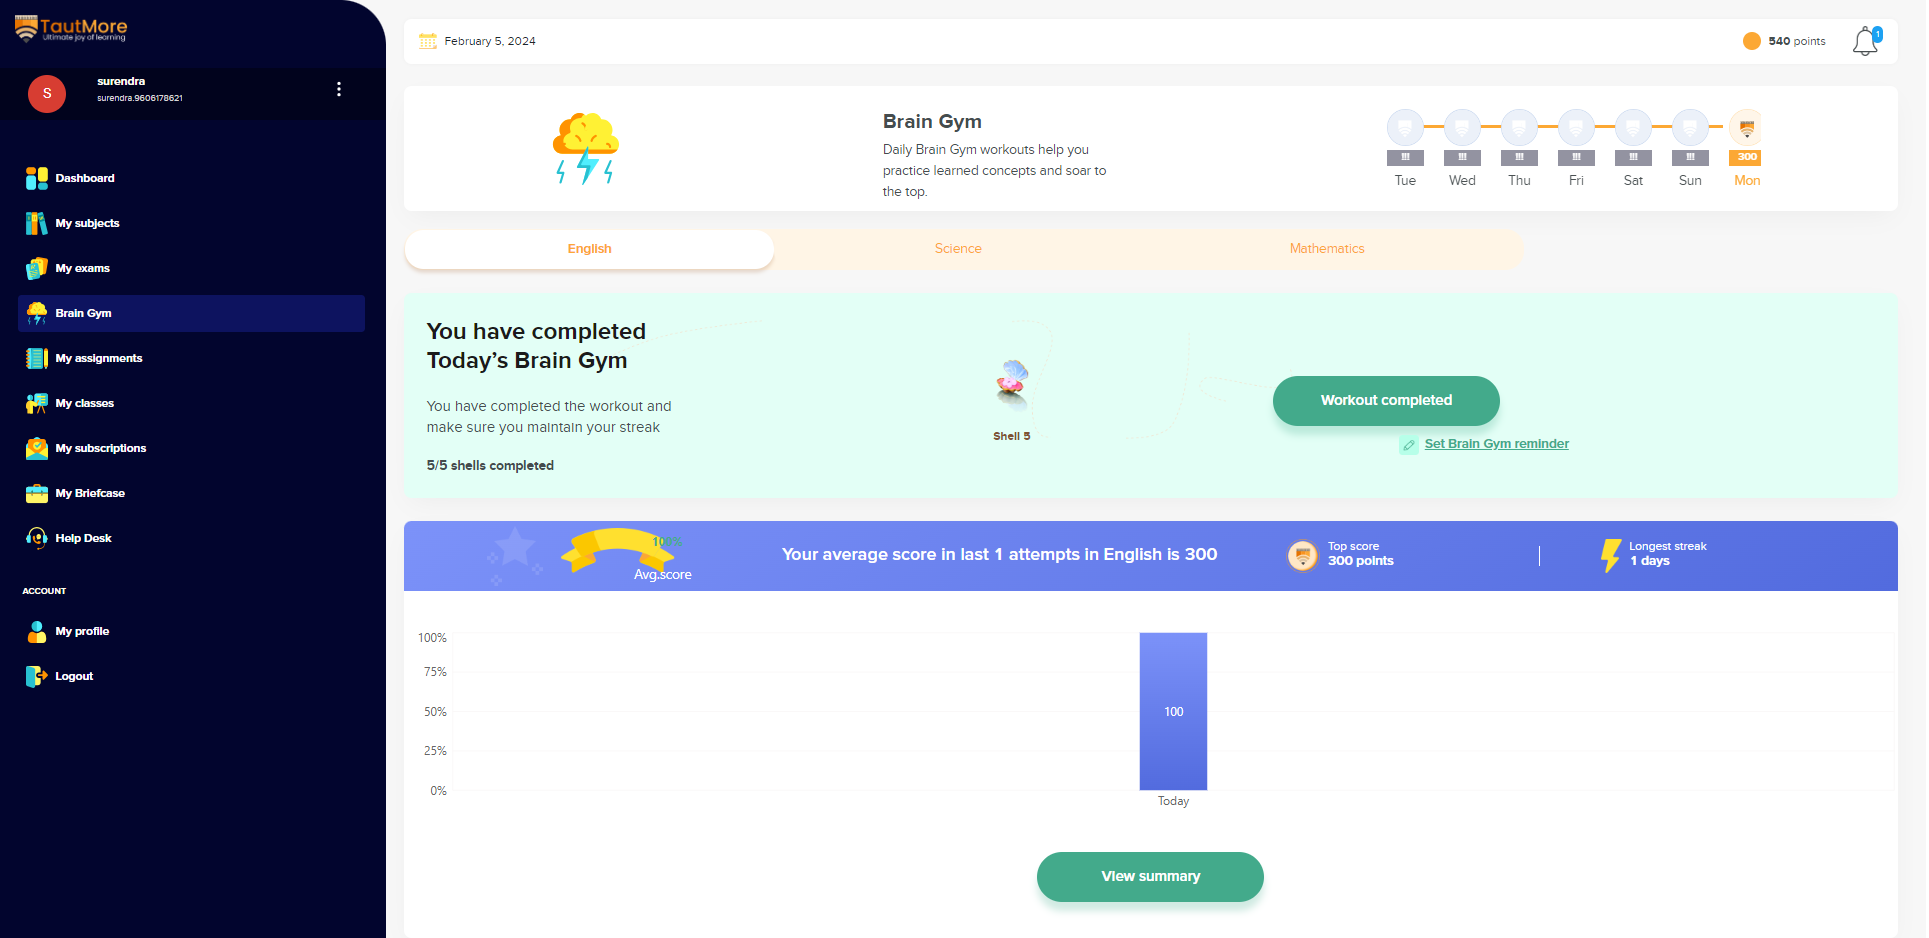 TautMore
Ultimate joy of learning
S
surendra
surendra.9606178621
Dashboard
My subjects
My exams
Brain Gym
My assignments
My classes
My subscriptions
My Briefcase
Help Desk
ACCOUNT
My profile
Logout
February 5, 2024
540 points
1
Brain Gym
Daily Brain Gym workouts help you
practice learned concepts and soar to
the top.
!!! !!! !!! !!! !!! !!! 300
Tue Wed Thu Fri Sat Sun Mon
English Science Mathematics
You have completed
Today's Brain Gym
You have completed the workout and
make sure you maintain your streak
5/5 shells completed
Shell 5
Workout completed
Set Brain Gym reminder
100%
Avg.score
Your average score in last 1 attempts in English is 300
Top score
300 points
Longest streak
1 days
100%
75%
50%
25%
0%
100
Today
View summary